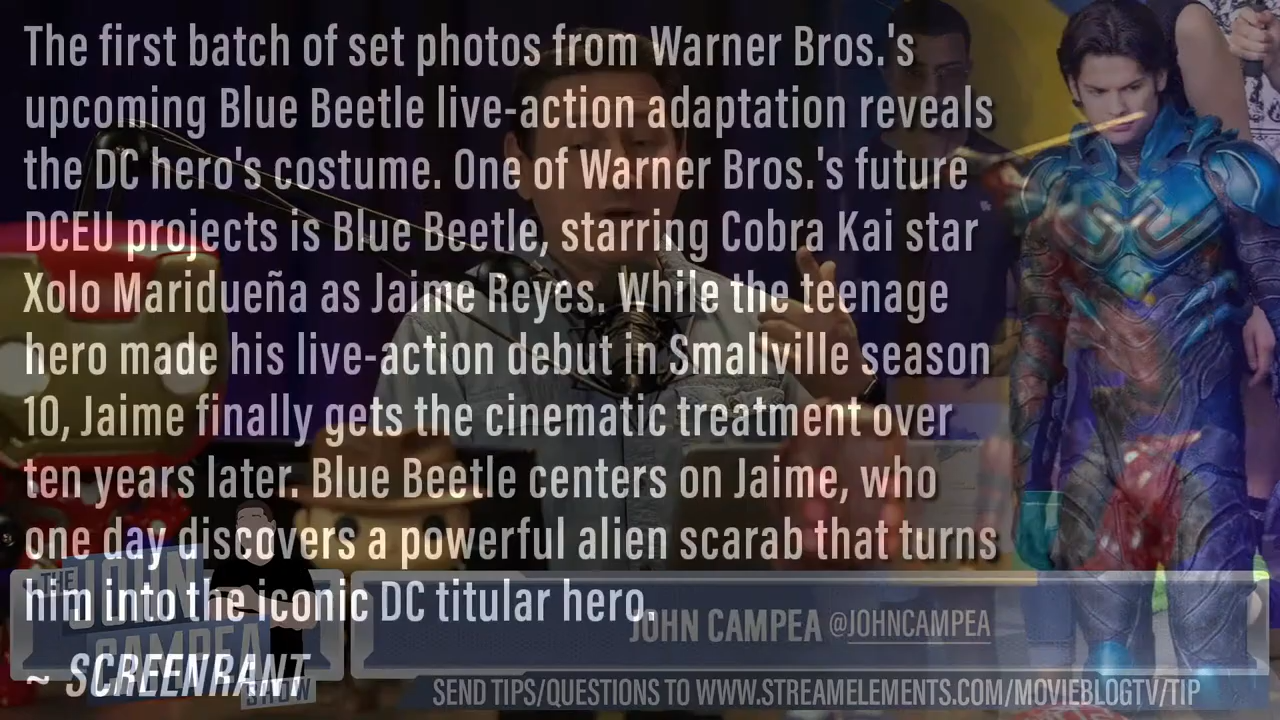 The first batch of set photos from Warner Bros.'s
upcoming Blue Beetle live-action adaptation reveals
the DC hero's costume. One of Warner Bros.'s future
DCEU projects is Blue Beetle, starring Cobra Kai star
Xolo Maridueña as Jaime Reyes. While the teenage
hero made his live-action debut in Smallville season
10, Jaime finally gets the cinematic treatment over
ten years later. Blue Beetle centers on Jaime, who
one day discovers a powerful alien scarab that turns
him into the iconic DC titular hero.
~ SCREENRANT
THE
JOHN
CAMPEA
SHOW
JOHN CAMPEA @JOHNCAMPEA
SEND TIPS/QUESTIONS TO WWW.STREAMELEMENTS.COM/MOVIEBLOGTV/TIP